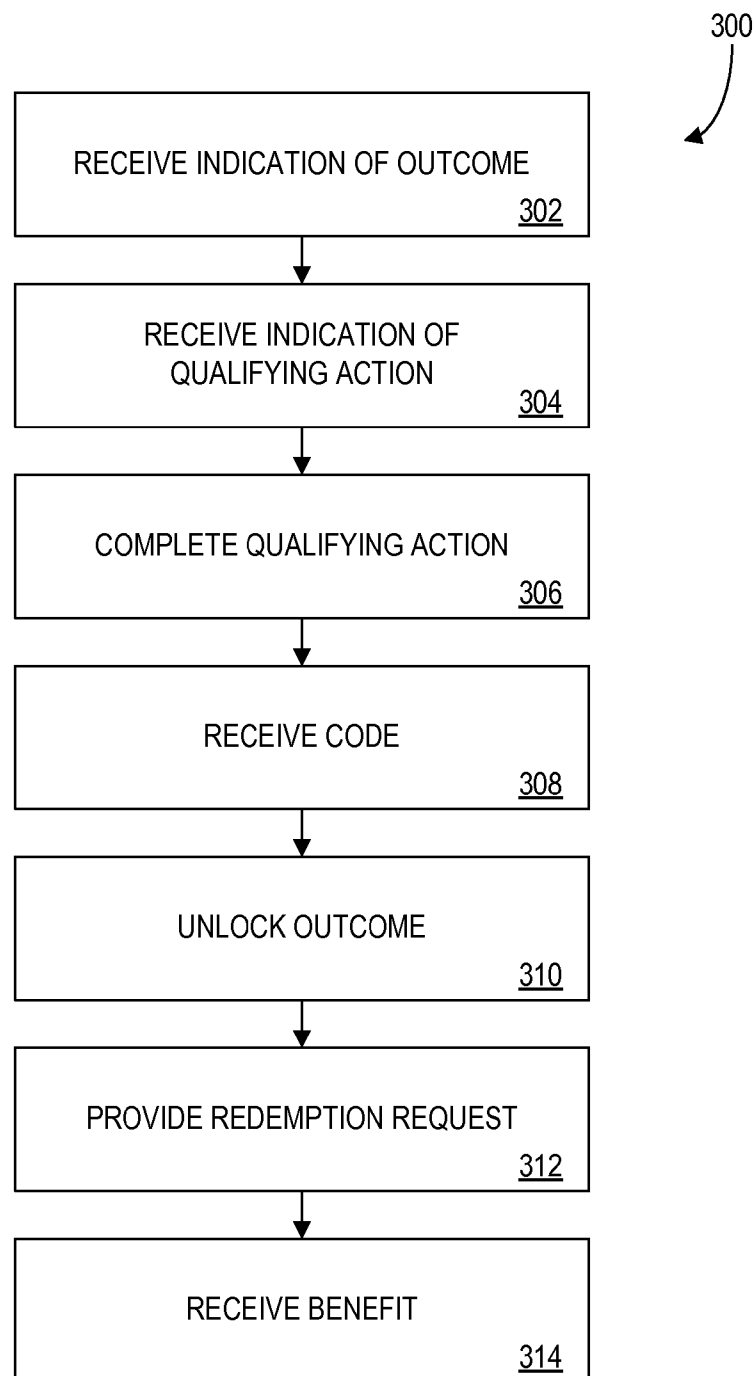 300
RECEIVE INDICATION OF OUTCOME
302
RECEIVE INDICATION OF
QUALIFYING ACTION
304
COMPLETE QUALIFYING ACTION
306
RECEIVE CODE
308
UNLOCK OUTCOME
310
PROVIDE REDEMPTION REQUEST
312
RECEIVE BENEFIT
314